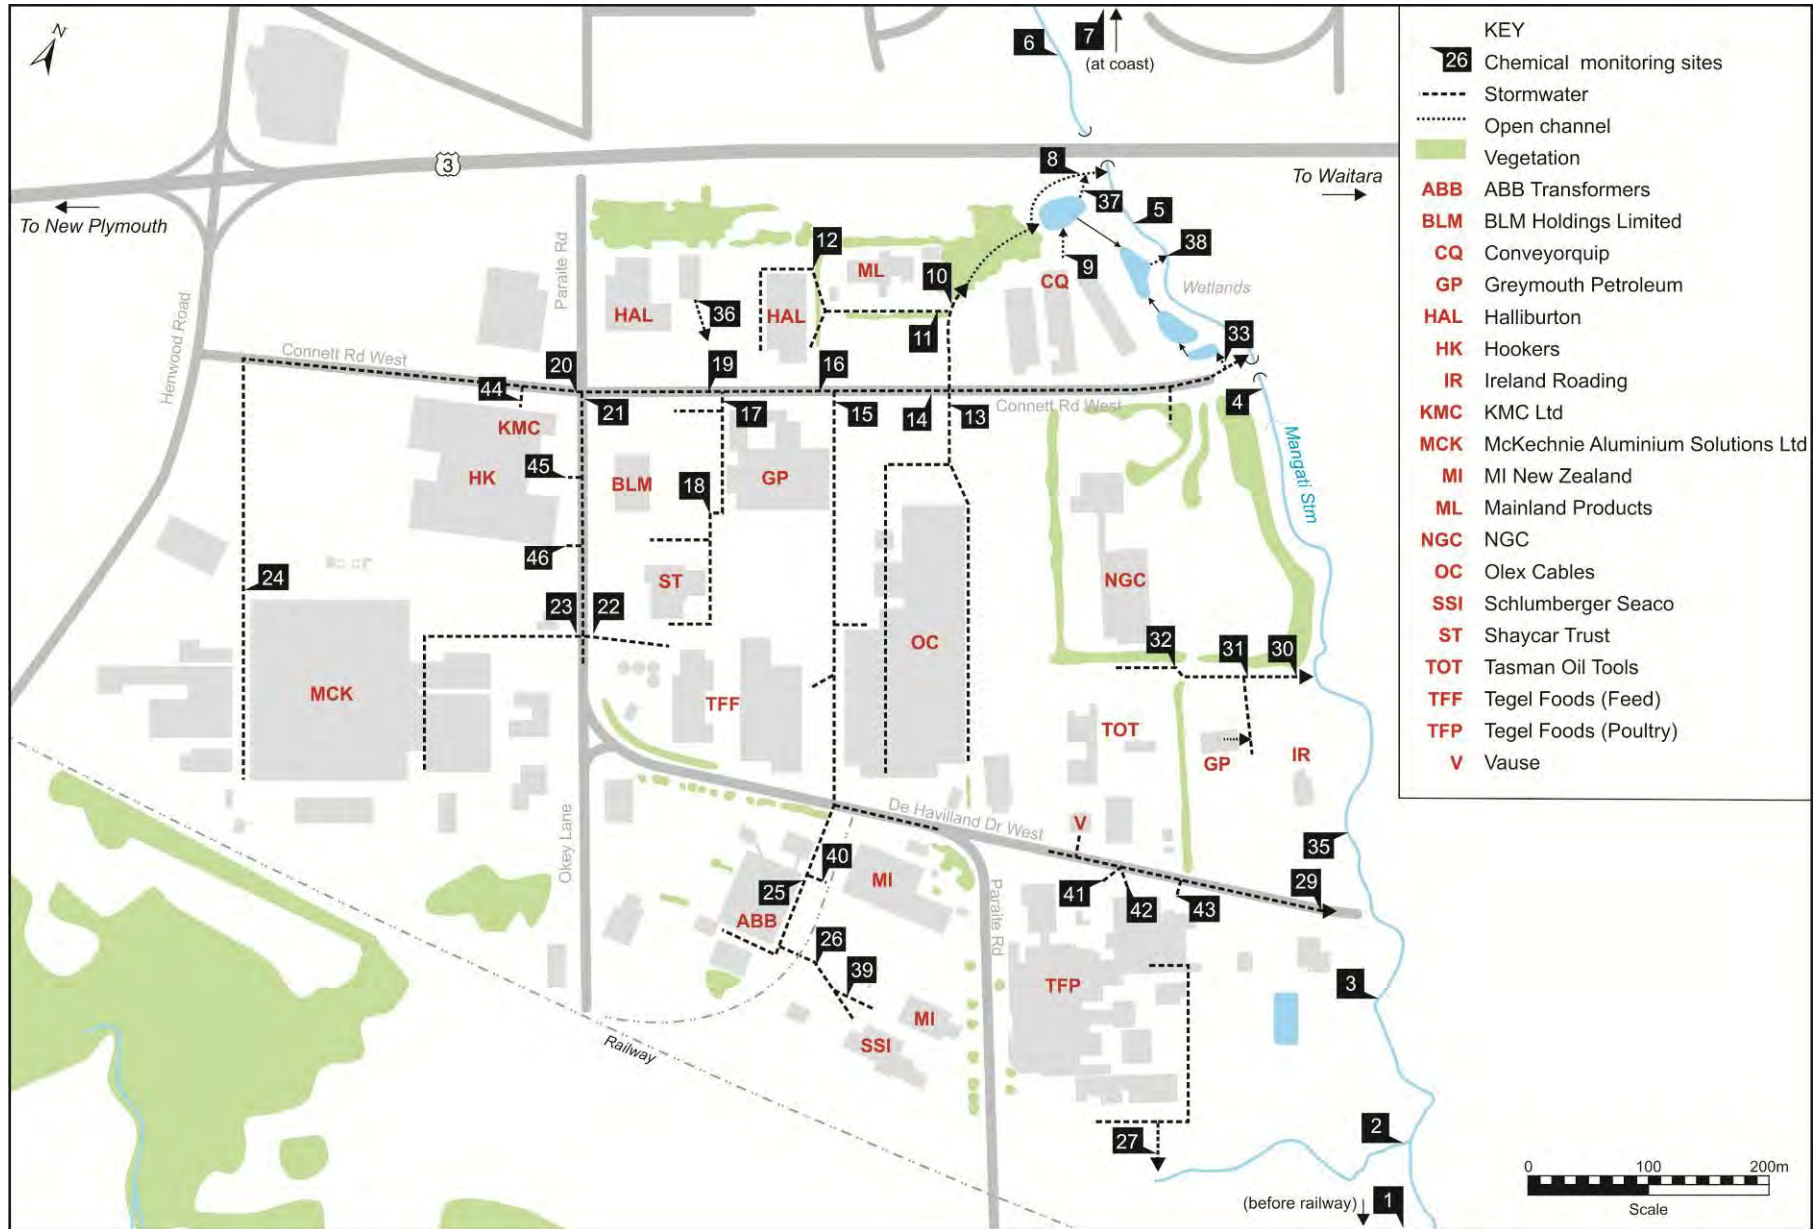 N
6
7
(at coast)
3
To New Plymouth
To Waitara
8
37
5
38
9
CQ
Wetlands
12
ML
10
11
HAL
36
HAL
Paraite Rd
Henwood Road
Connett Rd West
20
19
16
33
44
KMC
21
17
15
14
13
Connett Rd West
4
Mangati Stm
45
HK
BLM
18
GP
46
24
ST
NGC
23
22
OC
32
31
30
MCK
TFF
TOT
GP
IR
Okey Lane
De Havilland Dr West
V
35
40
25
MI
41
42
43
29
ABB
Paraite Rd
26
39
TFP
3
MI
SSI
Railway
27
2
(before railway)
1
KEY
26 Chemical monitoring sites
Stormwater
Open channel
Vegetation
ABB ABB Transformers
BLM BLM Holdings Limited
CQ Conveyorquip
GP Greymouth Petroleum
HAL Halliburton
HK Hookers
IR Ireland Roading
KMC KMC Ltd
MCK McKechnie Aluminium Solutions Ltd
MI MI New Zealand
ML Mainland Products
NGC NGC
OC Olex Cables
SSI Schlumberger Seaco
ST Shaycar Trust
TOT Tasman Oil Tools
TFF Tegel Foods (Feed)
TFP Tegel Foods (Poultry)
V Vause
0 100 200m
Scale